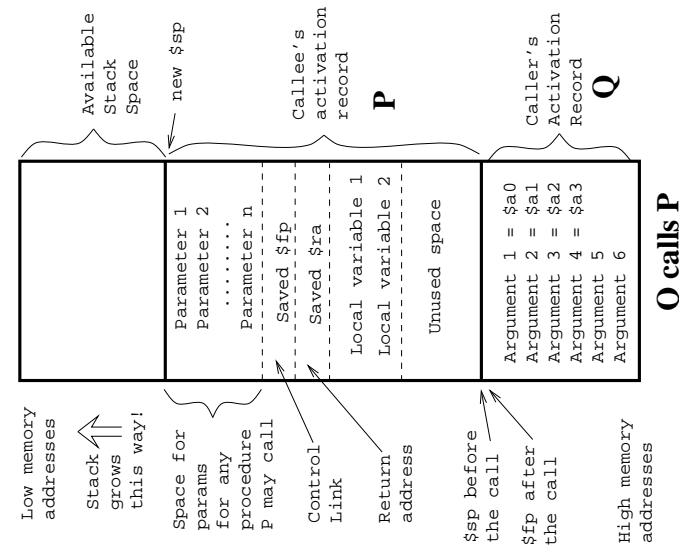 Low memory
addresses
Stack
grows
this way!
Space for
params
for any
procedure
P may call
Control
Link
Return
address
$sp before
the call
$fp after
the call
High memory
addresses
Parameter 1
Parameter 2
........
Parameter n
Saved $fp
Saved $ra
Local variable 1
Local variable 2
Unused space
Argument 1 = $a0
Argument 2 = $a1
Argument 3 = $a2
Argument 4 = $a3
Argument 5
Argument 6
Available
Stack
Space
new $sp
Callee's
activation
record
P
Caller's
Activation
Record
Q
O calls P